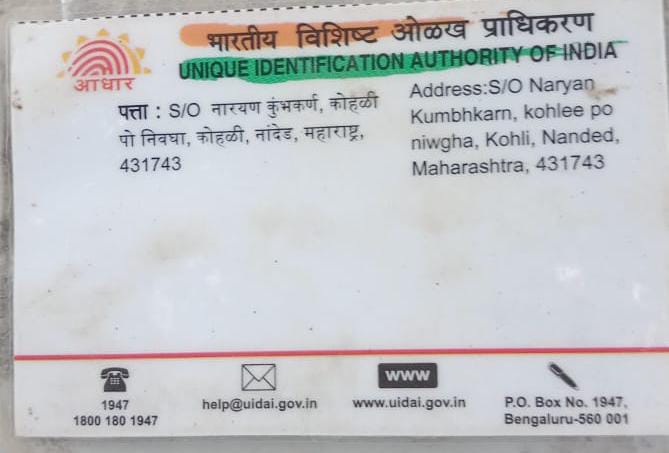 भारतीय विशिष्ट ओळख प्राधिकरण
UNIQUE IDENTIFICATION AUTHORITY OF INDIA
आधार
पत्ता : S/O नारयण कुंभकर्ण, कोहळी
पो निवघा, कोहळी, नांदेड, महाराष्ट्र,
431743
Address:S/O Naryan
Kumbhkarn, kohlee po
niwgha, Kohli, Nanded,
Maharashtra, 431743
1947
1800 180 1947
help@uidai.gov.in
www
www.uidai.gov.in
P.O. Box No. 1947,
Bengaluru-560 001